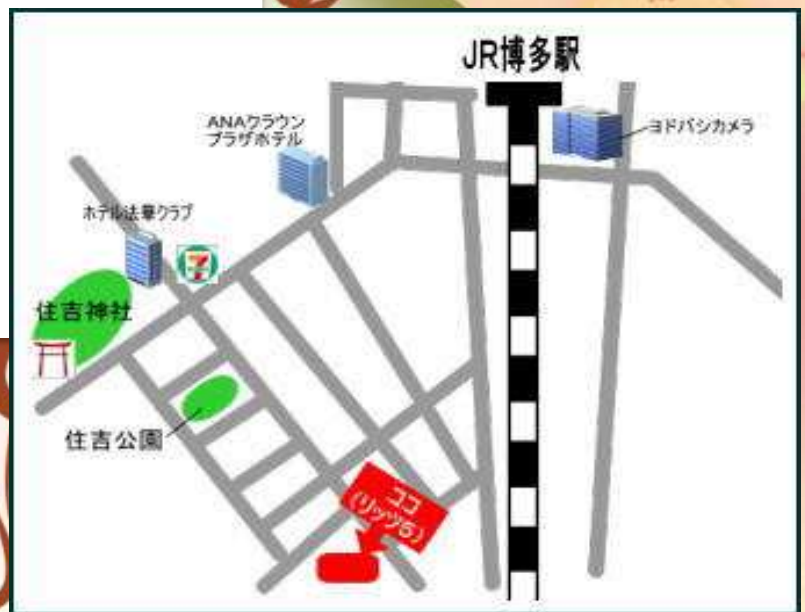 JR博多駅
ANAクラウン
プラザホテル
ヨドバシカメラ
ホテル法華クラブ
7
住吉神社
住吉公園
ココ
(リッツ5)